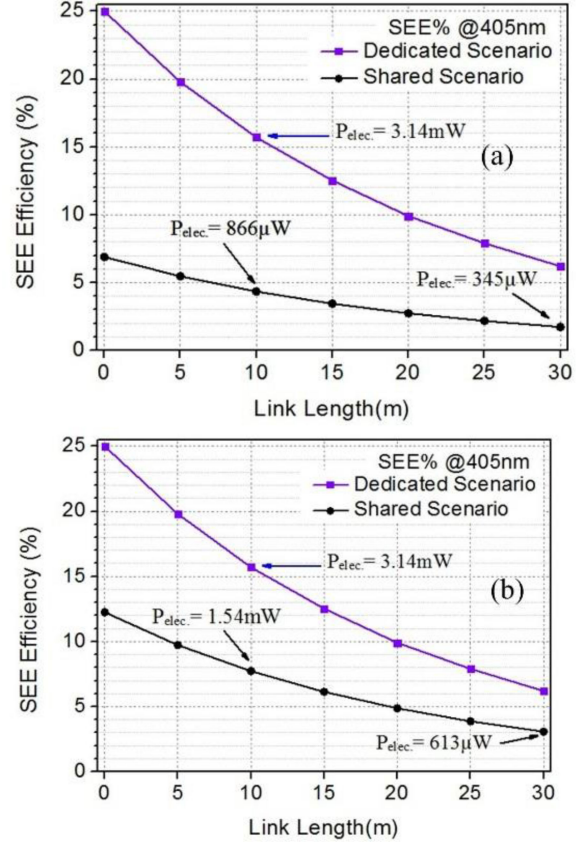 25
20
15
10
5
0
SEE Efficiency (%)
SEE% @405nm
Dedicated Scenario
Shared Scenario
Pelec.= 3.14mW
(a)
Pelec.= 866µW
Pelec.= 345µW
0 5 10 15 20 25 30
Link Length(m)
25
20
15
10
5
0
SEE Efficiency (%)
SEE% @405nm
Dedicated Scenario
Shared Scenario
Pelec.= 3.14mW
(b)
Pelec.= 1.54mW
Pelec.= 613µW
0 5 10 15 20 25 30
Link Length(m)